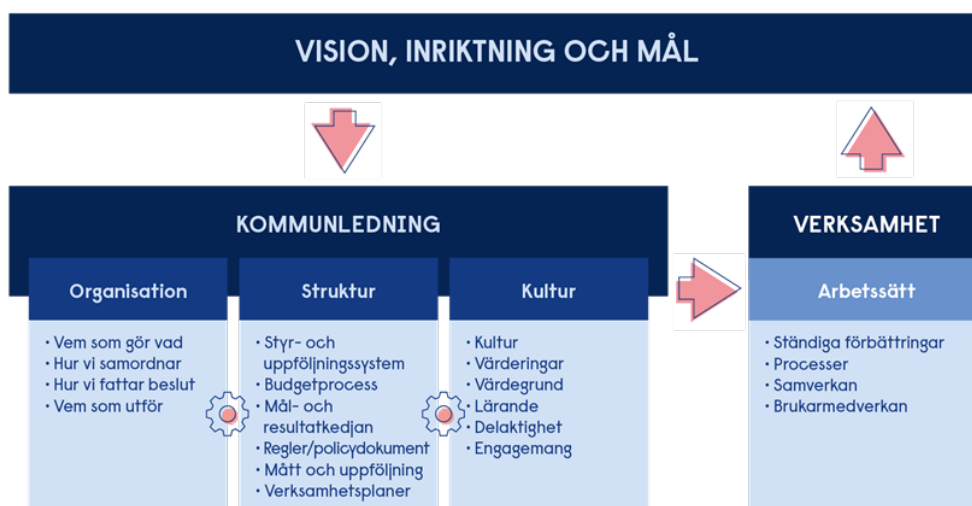 VISION, INRIKTNING OCH MÅL
KOMMUNLEDNING
Organisation
• Vem som gör vad
• Hur vi samordnar
• Hur vi fattar beslut
• Vem som utför
Struktur
• Styr- och
uppföljningssystem
• Budgetprocess
• Mål- och
resultatkedjan
• Regler/policydokument
• Mått och uppföljning
• Verksamhetsplaner
Kultur
• Kultur
• Värderingar
• Värdegrund
• Lärande
• Delaktighet
• Engagemang
VERKSAMHET
Arbetssätt
• Ständiga förbättringar
• Processer
• Samverkan
• Brukarmedverkan